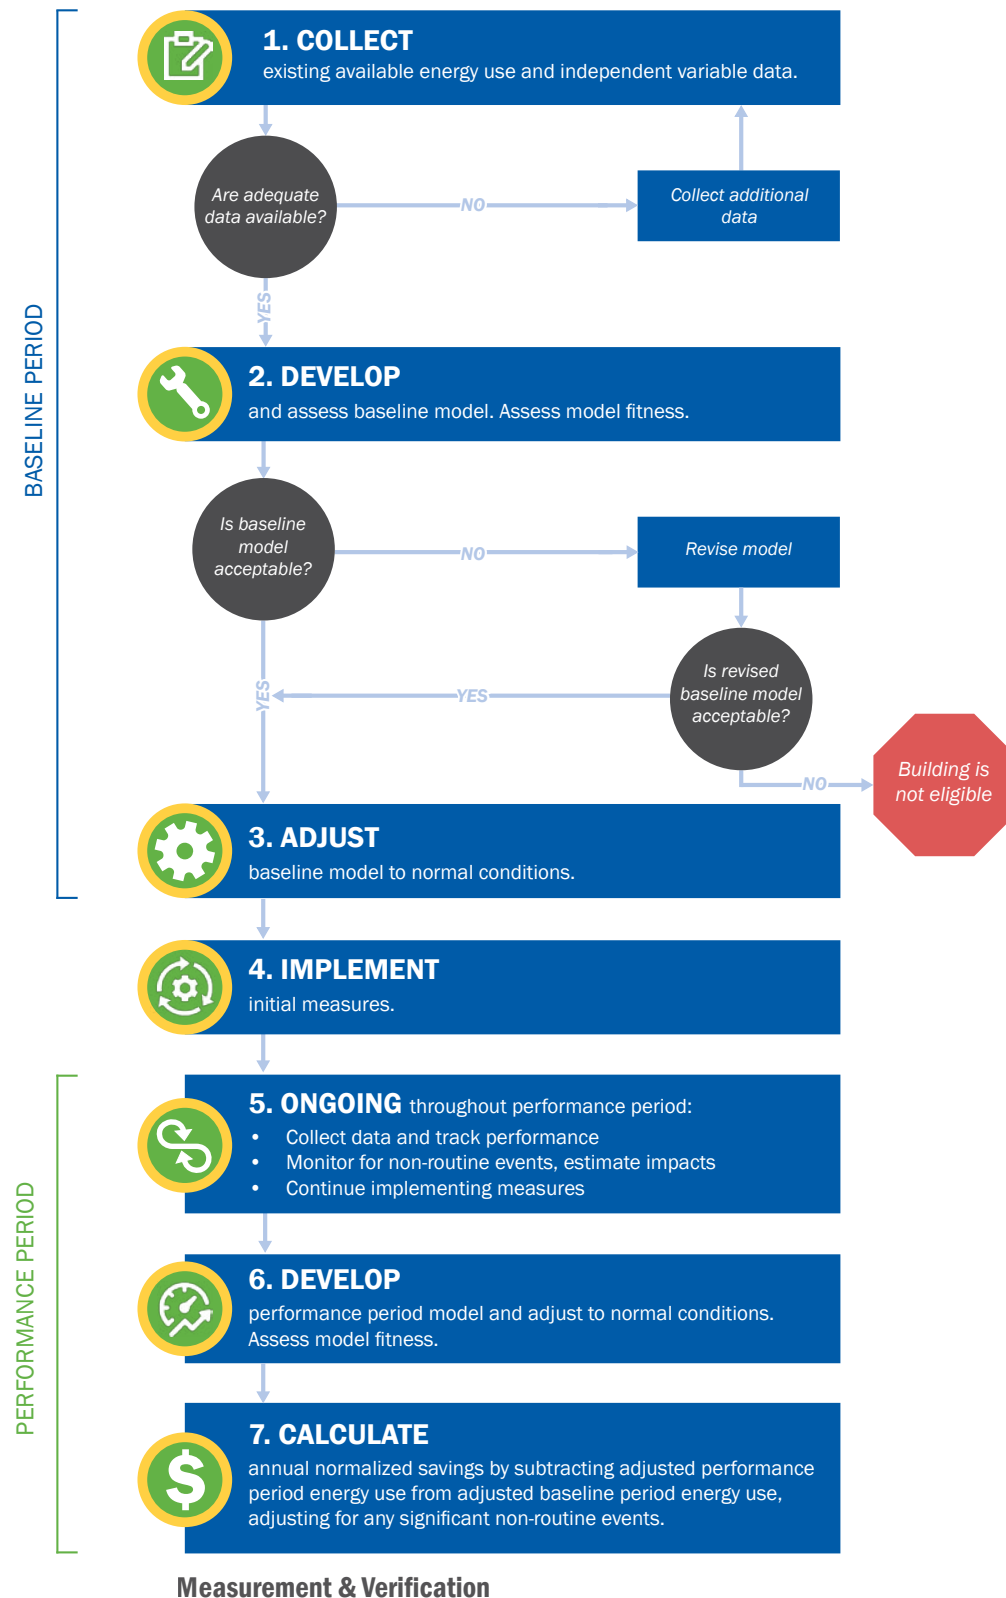 1. COLLECT
existing available energy use and independent variable data.
Are adequate
data available?
NO
Collect additional
data
YES
BASELINE PERIOD
2. DEVELOP
and assess baseline model. Assess model fitness.
Is baseline
model
acceptable?
NO
Revise model
Is revised
baseline model
acceptable?
YES
YES
NO
Building is
not eligible
3. ADJUST
baseline model to normal conditions.
4. IMPLEMENT
initial measures.
PERFORMANCE PERIOD
5. ONGOING throughout performance period:
• Collect data and track performance
• Monitor for non-routine events, estimate impacts
• Continue implementing measures
6. DEVELOP
performance period model and adjust to normal conditions.
Assess model fitness.
7. CALCULATE
annual normalized savings by subtracting adjusted performance
period energy use from adjusted baseline period energy use,
adjusting for any significant non-routine events.
$
Measurement & Verification